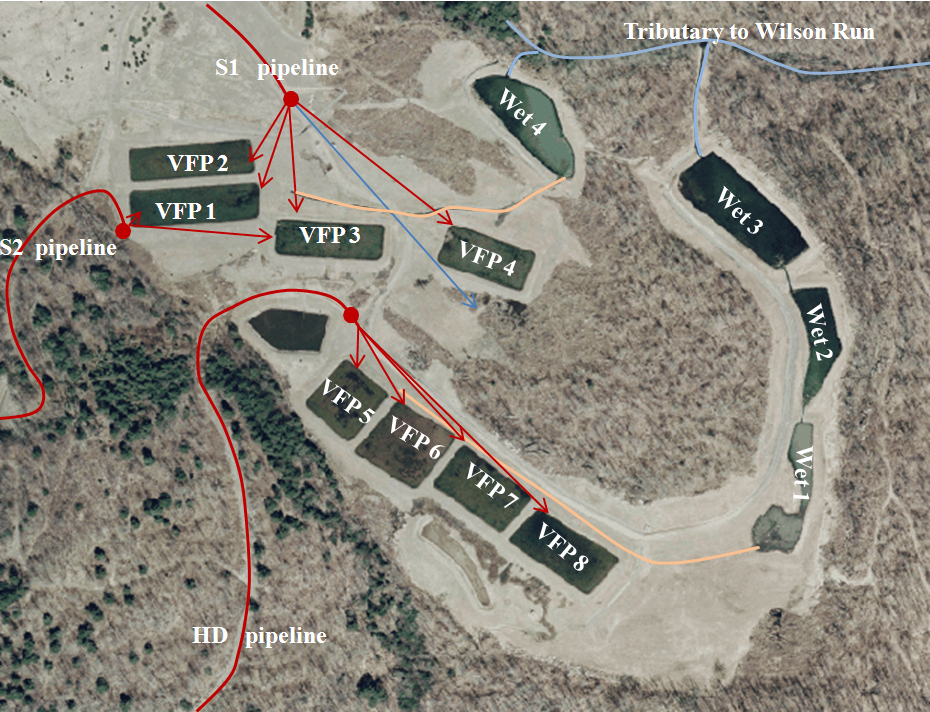 Tributary to Wilson Run
S1 pipeline
Wet 4
VFP 2
VFP 1
Wet 3
S2 pipeline
VFP 3
VFP 4
Wet 2
VFP 5
VFP 6
VFP 7
Wet 1
VFP 8
HD pipeline